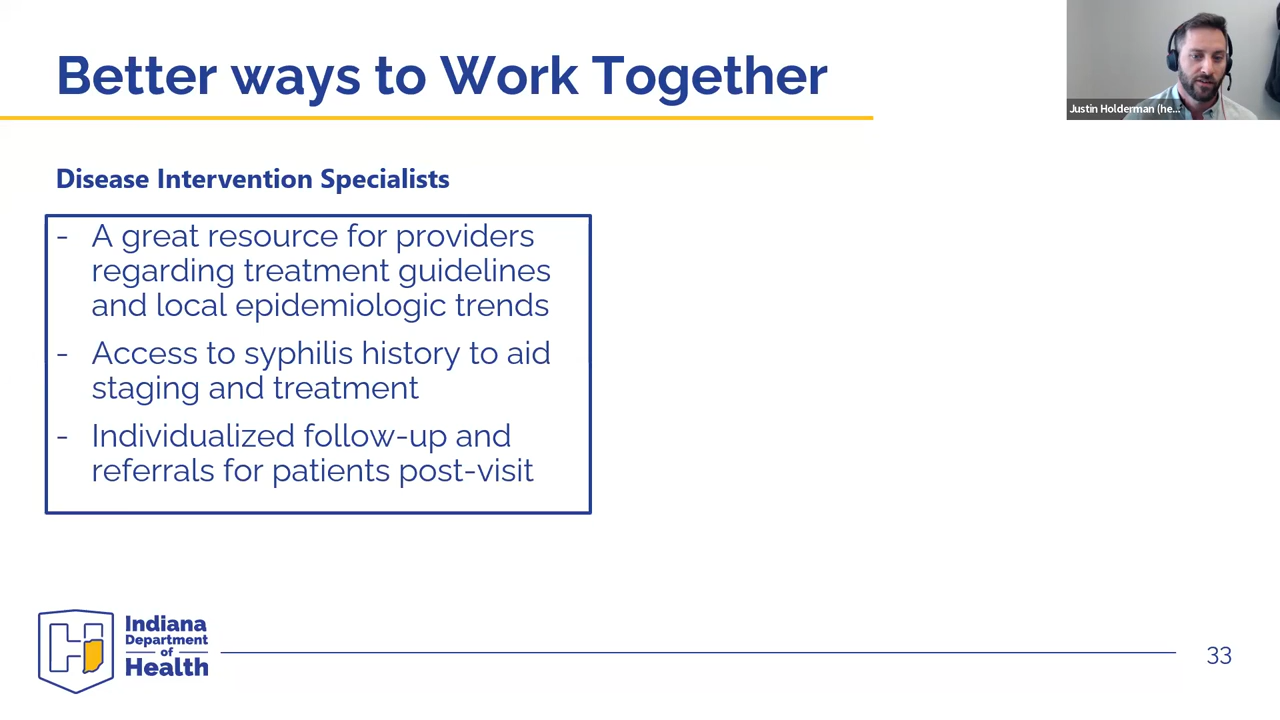 Better ways to Work Together
Justin Holderman (he...
Disease Intervention Specialists
- A great resource for providers
regarding treatment guidelines
and local epidemiologic trends
- Access to syphilis history to aid
staging and treatment
- Individualized follow-up and
referrals for patients post-visit
Indiana
Department
of
Health
33